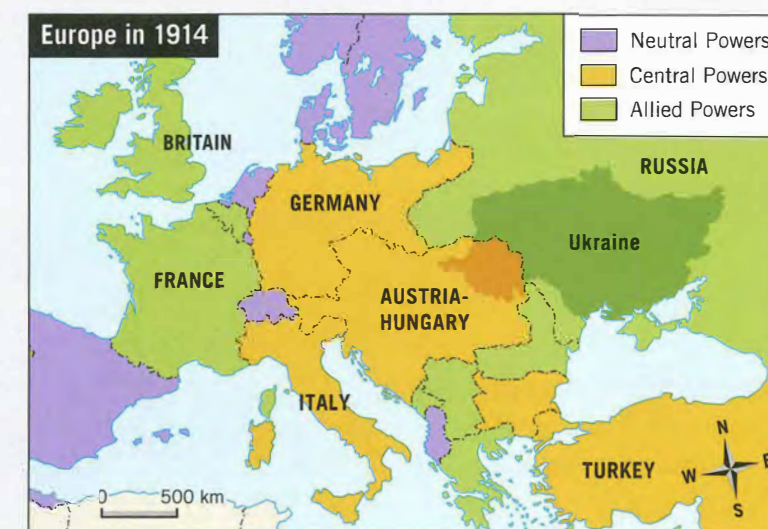 Europe in 1914
Neutral Powers
Central Powers
Allied Powers
BRITAIN
RUSSIA
GERMANY
Ukraine
FRANCE
AUSTRIA-
HUNGARY
ITALY
TURKEY
N
W
E
S
0 500 km